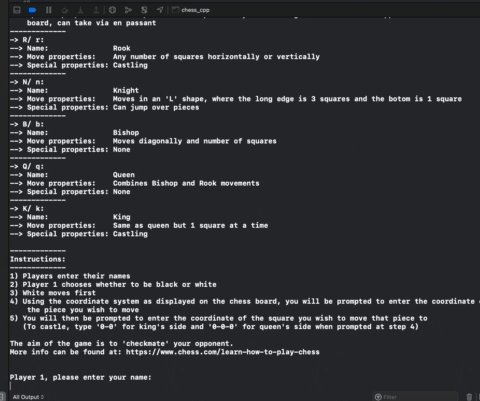 chess_cpp
board, can take via en passant
-------------
-> R/ r:
--> Name: Rook
--> Move properties: Any number of squares horizontally or vertically
--> Special properties: Castling
-------------
-> N/ n:
--> Name: Knight
--> Move properties: Moves in an 'L' shape, where the long edge is 3 squares and the botom is 1 square
--> Special properties: Can jump over pieces
-------------
-> B/ b:
--> Name: Bishop
--> Move properties: Moves diagonally and number of squares
--> Special properties: None
-------------
-> Q/ q:
--> Name: Queen
--> Move properties: Combines Bishop and Rook movements
--> Special properties: None
-------------
-> K/ k:
--> Name: King
--> Move properties: Same as queen but 1 square at a time
--> Special properties: Castling
-------------
Instructions:
-------------
1) Players enter their names
2) Player 1 chooses whether to be black or white
3) White moves first
4) Using the coordinate system as displayed on the chess board, you will be prompted to enter the coordinate
the piece you wish to move
5) You will then be prompted to enter the coordinate of the square you wish to move that piece to
(To castle, type '0-0' for king's side and '0-0-0' for queen's side when prompted at step 4)
The aim of the game is to 'checkmate' your opponent.
More info can be found at: https://www.chess.com/learn-how-to-play-chess
Player 1, please enter your name:
All Output
Filter